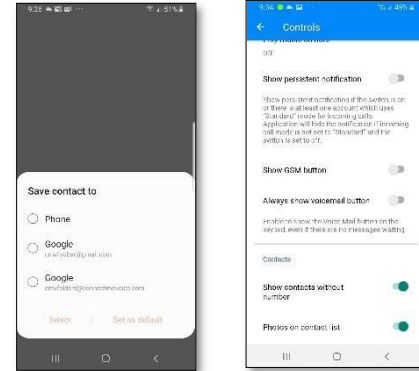 9:26
51%
Save contact to
Phone
Google
Google
Select
Set as default
9:34
49%
Controls
Off
Show persistent notification
Show persistent notification if the switch is on
or there is at least one account which uses
"Standard" mode for incoming calls.
Application will hide the notification if incoming
call mode is not set to "Standard" and the
switch is set to off.
Show GSM button
Always show voicemail button
Enable to show the Voice Mail button on the
keypad, even if there are no messages waiting
Contacts
Show contacts without
number
Photos on contact list